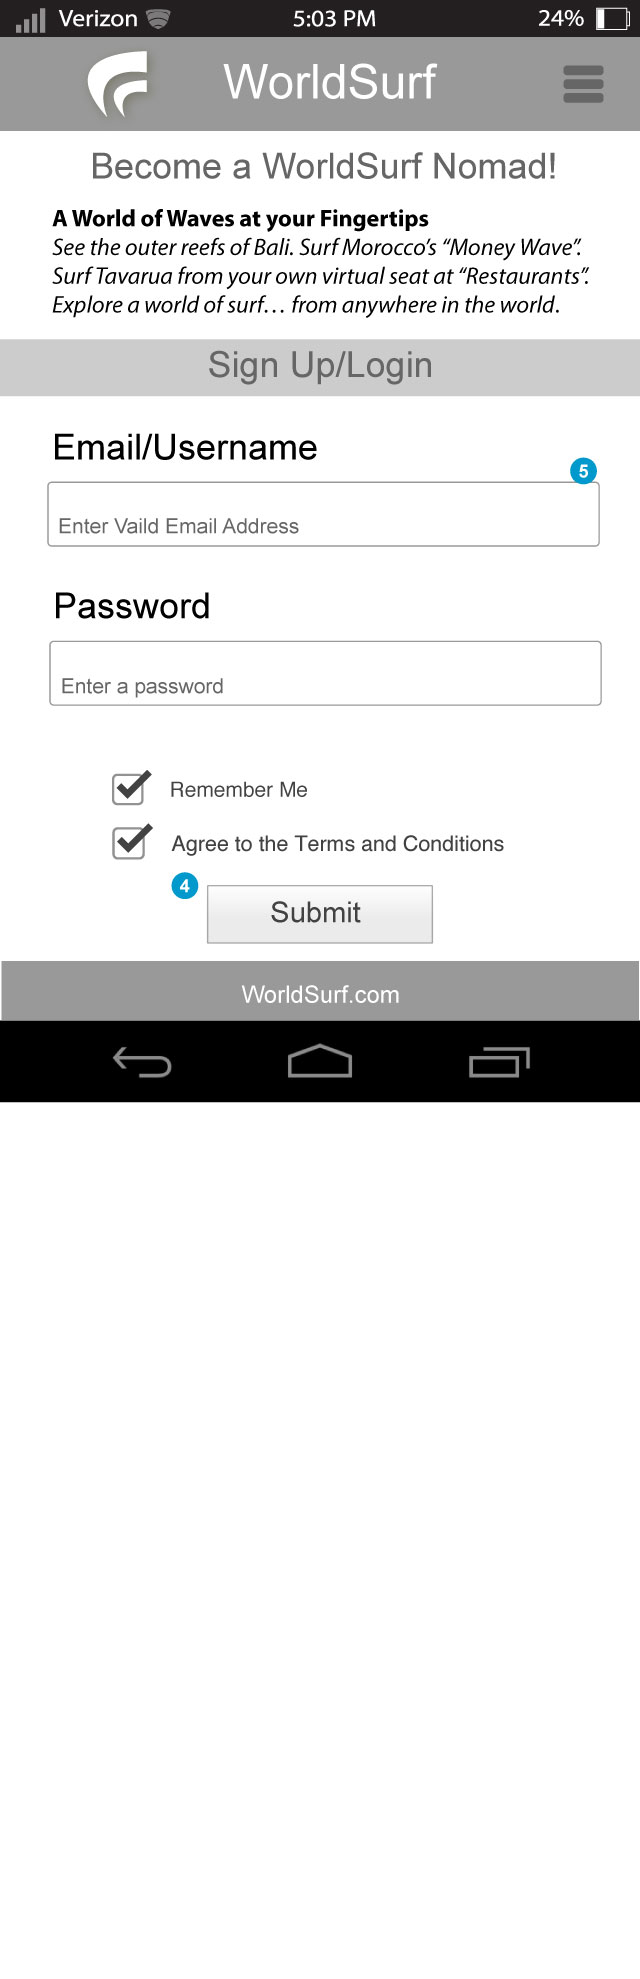 Verizon 5:03 PM 24%
WorldSurf
Become a WorldSurf Nomad!
A World of Waves at your Fingertips
See the outer reefs of Bali. Surf Morocco’s “Money Wave”.
Surf Tavarua from your own virtual seat at “Restaurants”.
Explore a world of surf… from anywhere in the world.
Sign Up/Login
Email/Username
5
Enter Vaild Email Address
Password
Enter a password
Remember Me
Agree to the Terms and Conditions
4
Submit
WorldSurf.com